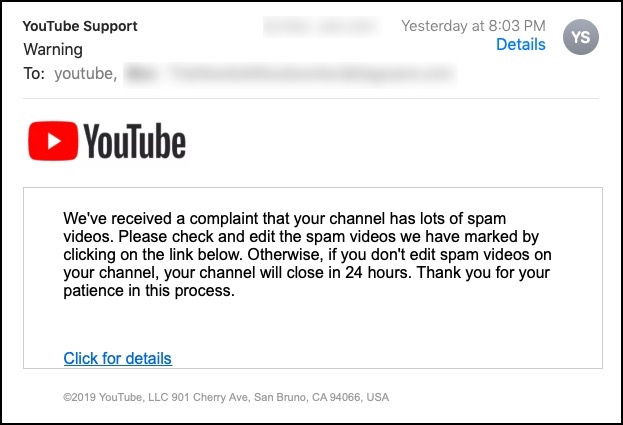 YouTube Support Yesterday at 8:03 PM
Warning Details
YS
To: youtube,
YouTube
We've received a complaint that your channel has lots of spam
videos. Please check and edit the spam videos we have marked by
clicking on the link below. Otherwise, if you don't edit spam videos on
your channel, your channel will close in 24 hours. Thank you for your
patience in this process.
Click for details
©2019 YouTube, LLC 901 Cherry Ave, San Bruno, CA 94066, USA